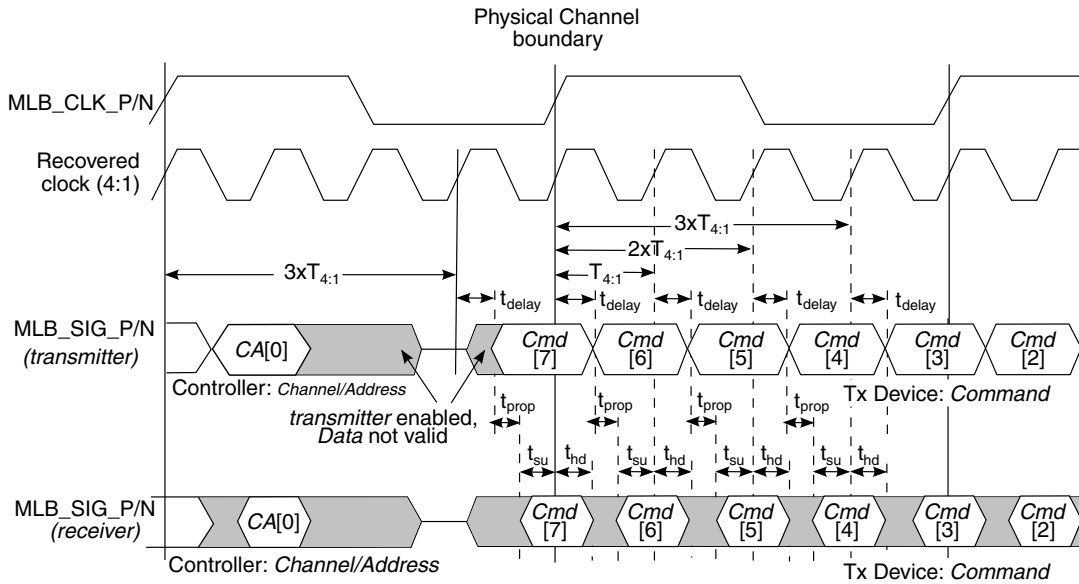 Physical Channel
boundary
MLB_CLK_P/N
Recovered
clock (4:1)
3xT4:1
2xT4:1
3xT4:1
T4:1
tdelay
tdelay
tdelay
tdelay
tdelay
MLB_SIG_P/N
(transmitter)
CA[0]
Cmd
[7]
Cmd
[6]
Cmd
[5]
Cmd
[4]
Cmd
[3]
Cmd
[2]
Controller: Channel/Address
Tx Device: Command
transmitter enabled,
Data not valid
tprop
tprop
tprop
tprop
tsu
thd
tsu
thd
tsu
thd
tsu
thd
MLB_SIG_P/N
(receiver)
CA[0]
Cmd
[7]
Cmd
[6]
Cmd
[5]
Cmd
[4]
Cmd
[3]
Cmd
[2]
Controller: Channel/Address
Tx Device: Command